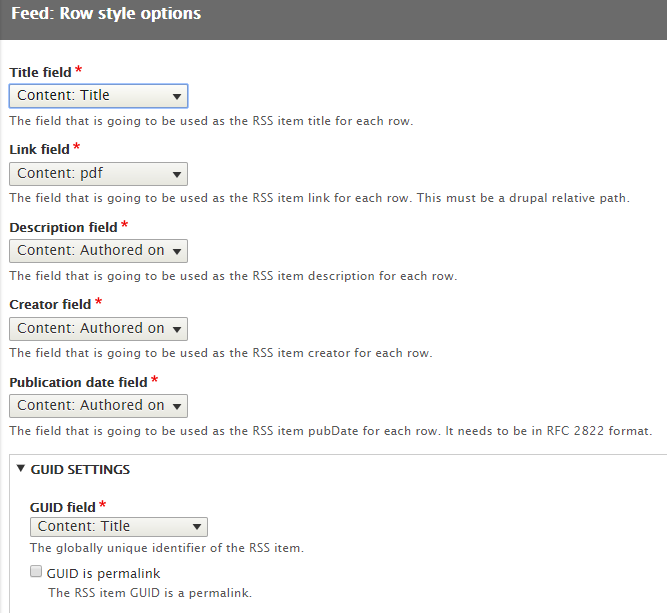 Feed: Row style options
Title field *
Content: Title
The field that is going to be used as the RSS item title for each row.
Link field *
Content: pdf
The field that is going to be used as the RSS item link for each row. This must be a drupal relative path.
Description field *
Content: Authored on
The field that is going to be used as the RSS item description for each row.
Creator field *
Content: Authored on
The field that is going to be used as the RSS item creator for each row.
Publication date field *
Content: Authored on
The field that is going to be used as the RSS item pubDate for each row. It needs to be in RFC 2822 format.
GUID SETTINGS
GUID field *
Content: Title
The globally unique identifier of the RSS item.
GUID is permalink
The RSS item GUID is a permalink.